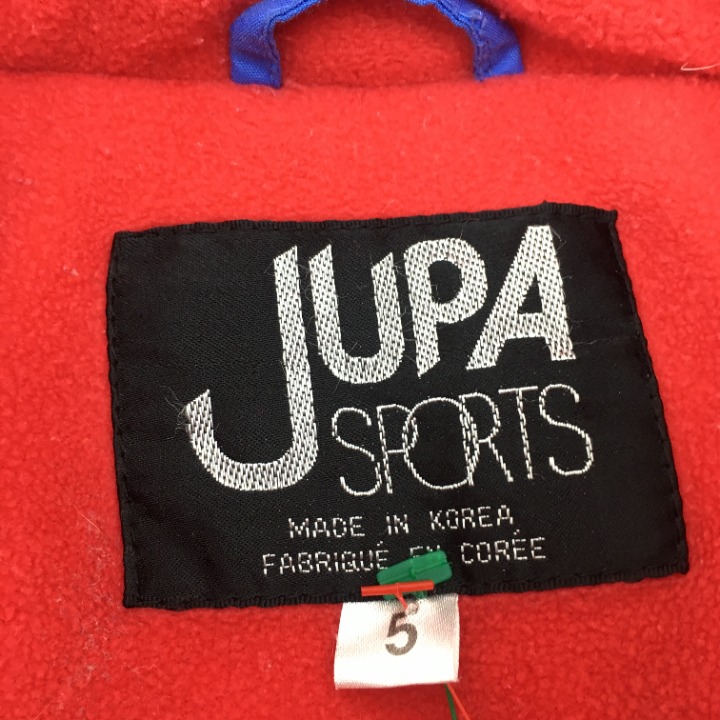 JUPA
SPORTS
MADE IN KOREA
FABRIQUÉ EN CORÉE
5